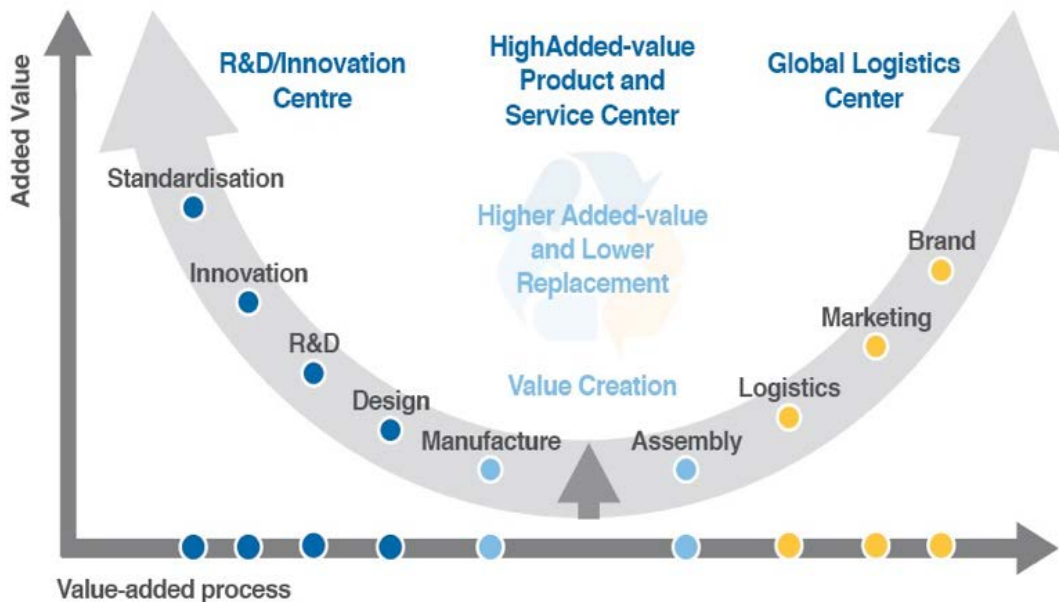 Added Value
R&D/Innovation
Centre
HighAdded-value
Product and
Service Center
Global Logistics
Center
Standardisation
Innovation
R&D
Design
Manufacture
Higher Added-value
and Lower
Replacement
Value Creation
Assembly
Logistics
Marketing
Brand
Value-added process